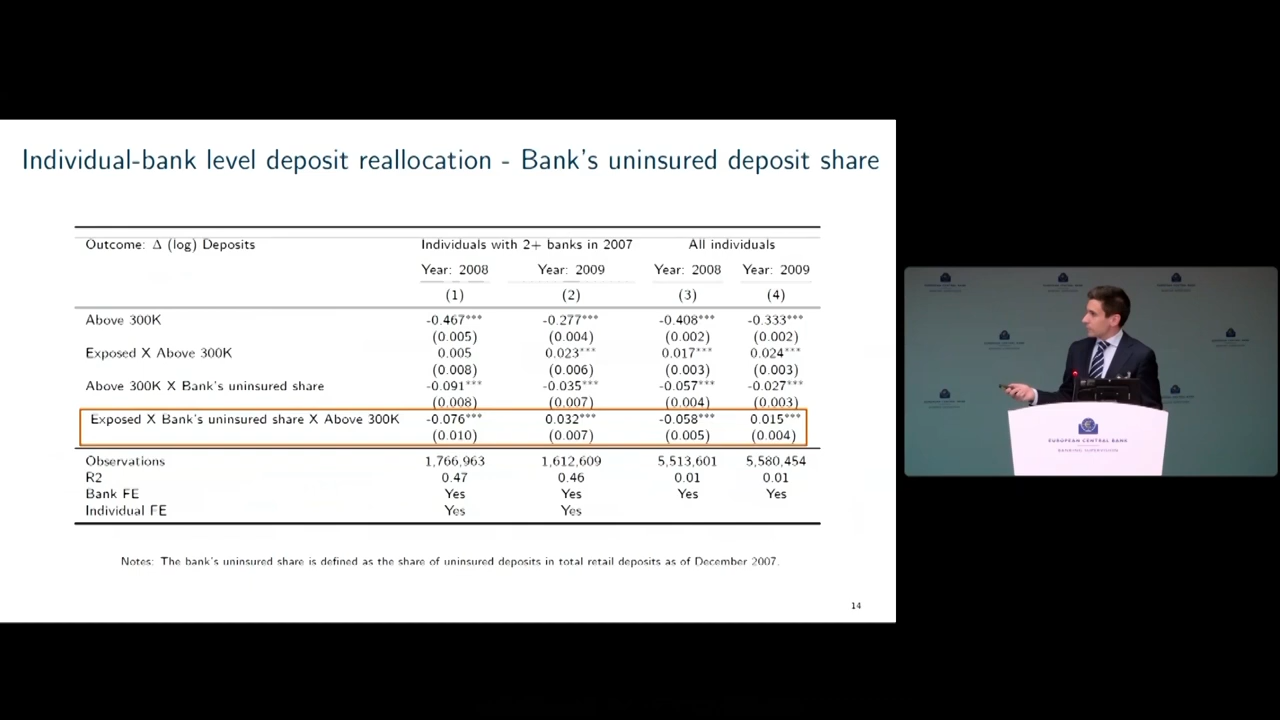 Individual-bank level deposit reallocation - Bank's uninsured deposit share
Outcome: Δ (log) Deposits Individuals with 2+ banks in 2007 All individuals
Year: 2008 Year: 2009 Year: 2008 Year: 2009
(1) (2) (3) (4)
Above 300K -0.467*** -0.277*** -0.408*** -0.333***
(0.005) (0.004) (0.002) (0.002)
Exposed X Above 300K 0.005 0.023*** 0.017*** 0.024***
(0.008) (0.006) (0.003) (0.003)
Above 300K X Bank's uninsured share -0.091*** -0.035*** -0.057*** -0.027***
(0.008) (0.007) (0.004) (0.003)
Exposed X Bank's uninsured share X Above 300K -0.076*** 0.032*** -0.058*** 0.015***
(0.010) (0.007) (0.005) (0.004)
Observations 1,766,963 1,612,609 5,513,601 5,580,454
R2 0.47 0.46 0.01 0.01
Bank FE Yes Yes Yes Yes
Individual FE Yes Yes
Notes: The bank's uninsured share is defined as the share of uninsured deposits in total retail deposits as of December 2007.
14
EUROPEAN CENTRAL BANK
BANKING SUPERVISION